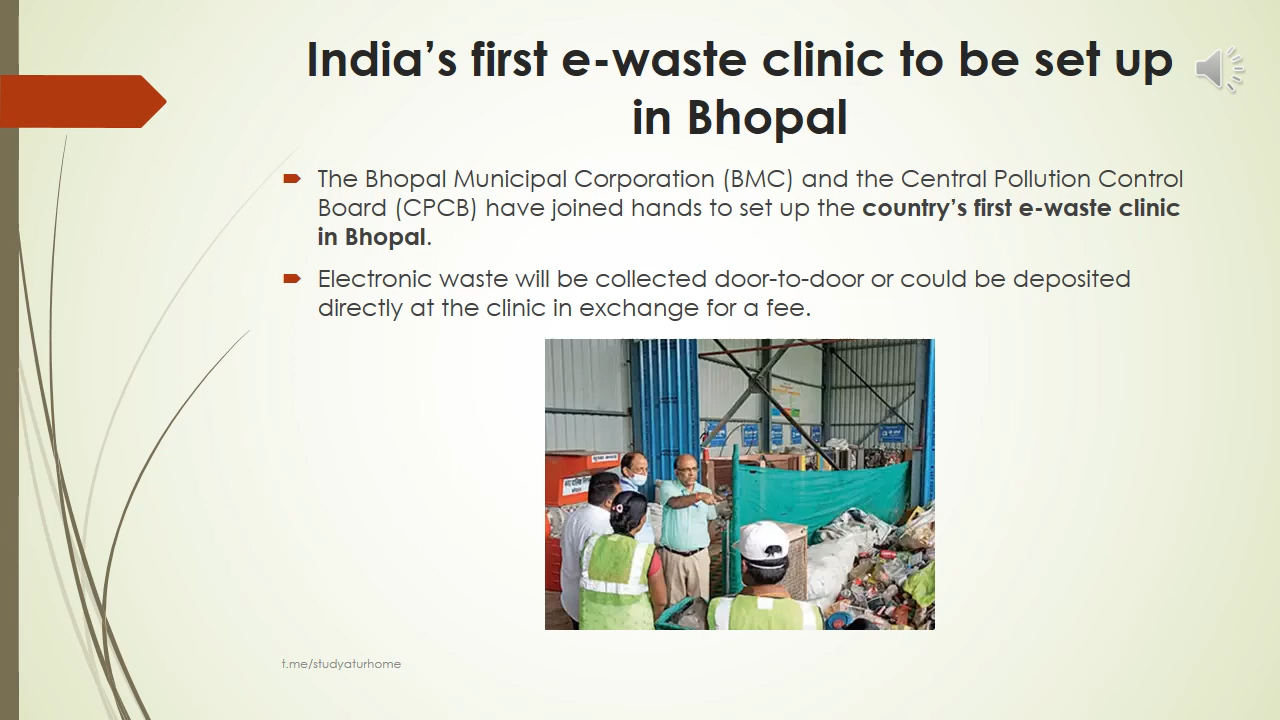 India’s first e-waste clinic to be set up
in Bhopal
The Bhopal Municipal Corporation (BMC) and the Central Pollution Control
Board (CPCB) have joined hands to set up the country’s first e-waste clinic
in Bhopal.
Electronic waste will be collected door-to-door or could be deposited
directly at the clinic in exchange for a fee.
t.me/studyaturhome